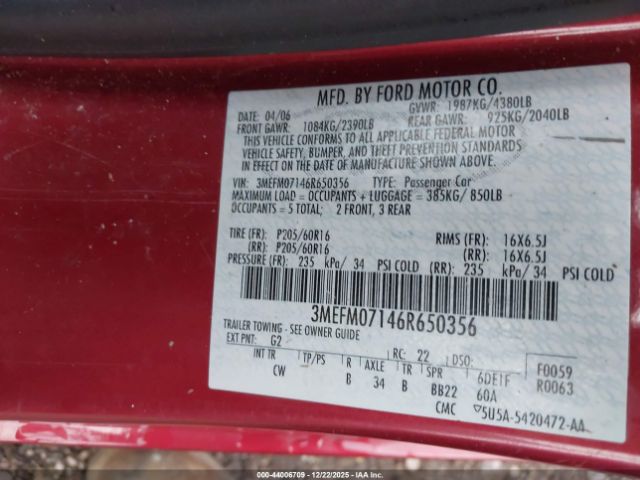 MFD. BY FORD MOTOR CO.
DATE: 04/06 GVWR: 1987KG/4380LB
FRONT GAWR: 1084KG/2390LB REAR GAWR: 925KG/2040LB
THIS VEHICLE CONFORMS TO ALL APPLICABLE FEDERAL MOTOR
VEHICLE SAFETY, BUMPER, AND THEFT PREVENTION STANDARDS
IN EFFECT ON THE DATE OF MANUFACTURE SHOWN ABOVE.
VIN: 3MEFM07146R650356 TYPE: Passenger Car
MAXIMUM LOAD = OCCUPANTS + LUGGAGE = 385KG/ 850LB
OCCUPANTS = 5 TOTAL; 2 FRONT, 3 REAR
TIRE (FR): P205/60R16 RIMS (FR): 16X6.5J
(RR): P205/60R16 (RR): 16X6.5J
PRESSURE (FR): 235 kPa/ 34 PSI COLD (RR): 235 kPa/ 34 PSI COLD
3MEFM07146R650356
TRAILER TOWING - SEE OWNER GUIDE
EXT PNT: G2 RC: 22 DSO: F0059
INT TR TP/PS R AXLE TR SPR 6DE1F R0063
CW B 34 B BB22 60A
CMC ▽5U5A-5420472-AA
000-44006709 - 12/22/2025 - IAAI.com